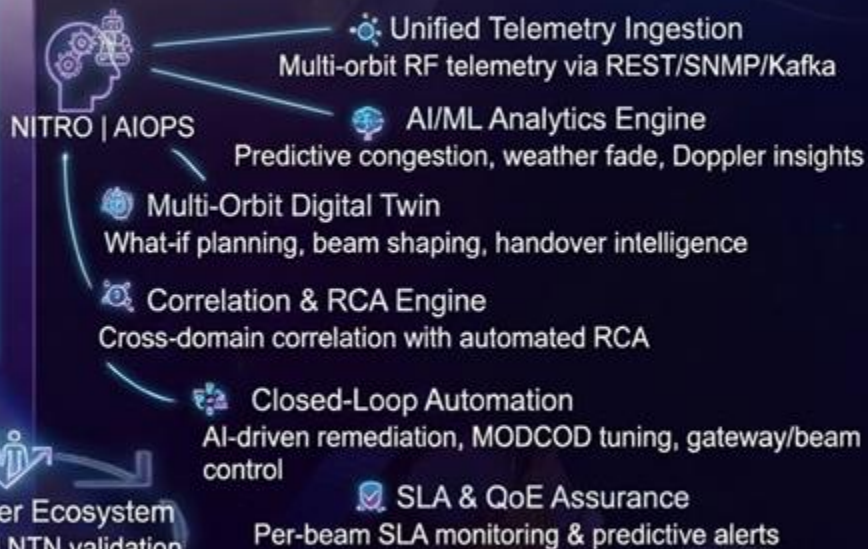 Unified Telemetry Ingestion
Multi-orbit RF telemetry via REST/SNMP/Kafka
NITRO | AIOPS
AI/ML Analytics Engine
Predictive congestion, weather fade, Doppler insights
Multi-Orbit Digital Twin
What-if planning, beam shaping, handover intelligence
Correlation & RCA Engine
Cross-domain correlation with automated RCA
Closed-Loop Automation
AI-driven remediation, MODCOD tuning, gateway/beam
control
SLA & QoE Assurance
Per-beam SLA monitoring & predictive alerts
er Ecosystem
NTN validation